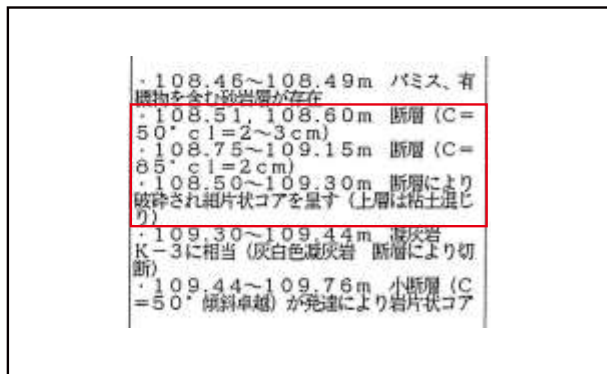 ・108.46〜108.49m パミス、有
機物を含む砂岩層が存在
・108.51, 108.60m 断層 (C=
50° cl=2〜3cm)
・108.75〜109.15m 断層 (C=
85° cl=2cm)
・108.50〜109.30m 断層により
破砕され細片状コアを呈す (上層は粘土混じ
り)
・109.30〜109.44m 凝灰岩
K-3に相当 (灰白色凝灰岩 断層により切
断)
・109.44〜109.76m 小断層 (C
=50° 傾斜卓越) が発達により岩片状コア